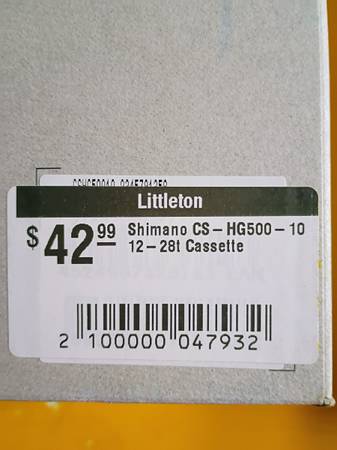 Littleton
$42.99 Shimano CS-HG500-10
12-28t Cassette
2 100000 047932